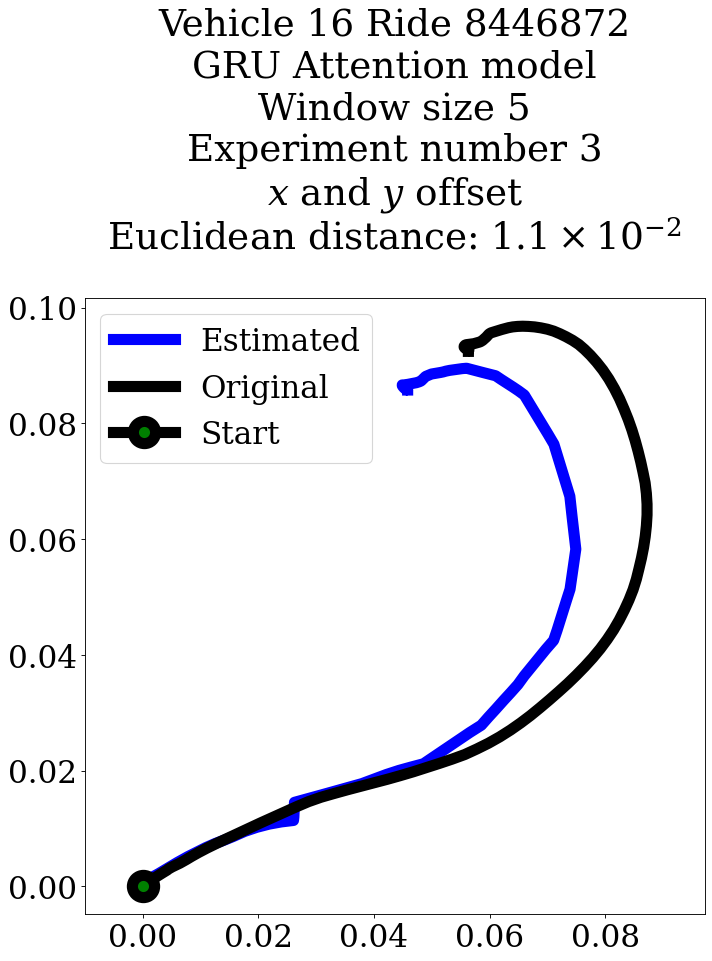 Vehicle 16 Ride 8446872
GRU Attention model
Window size 5
Experiment number 3
x and y offset
Euclidean distance: 1.1 × 10⁻²
0.10
0.08
0.06
0.04
0.02
0.00
Estimated
Original
Start
0.00 0.02 0.04 0.06 0.08